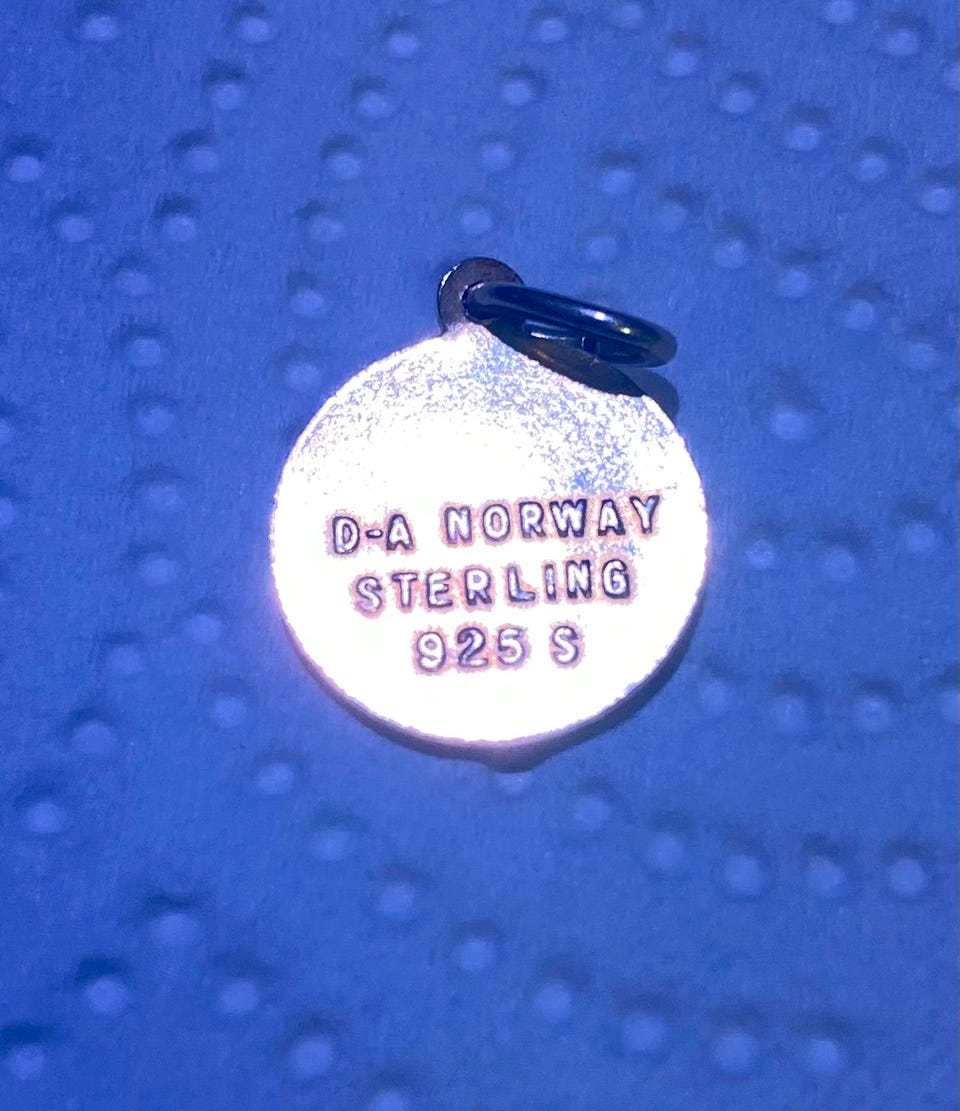 D-A NORWAY
STERLING
925 S